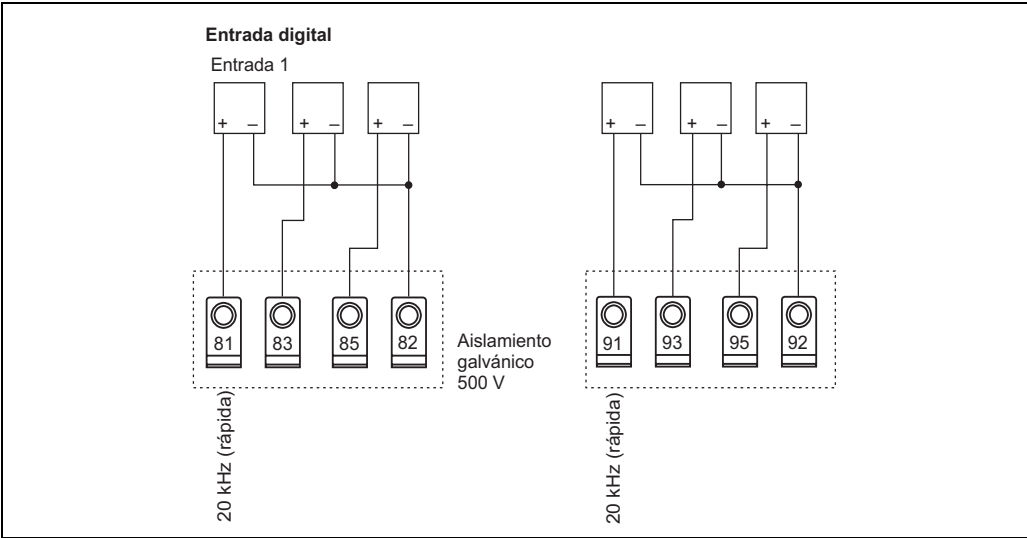 Entrada digital
Entrada 1
+ – + – + –
+ – + – + –
81 83 85 82
Aislamiento
galvánico
500 V
91 93 95 92
20 kHz (rápida)
20 kHz (rápida)